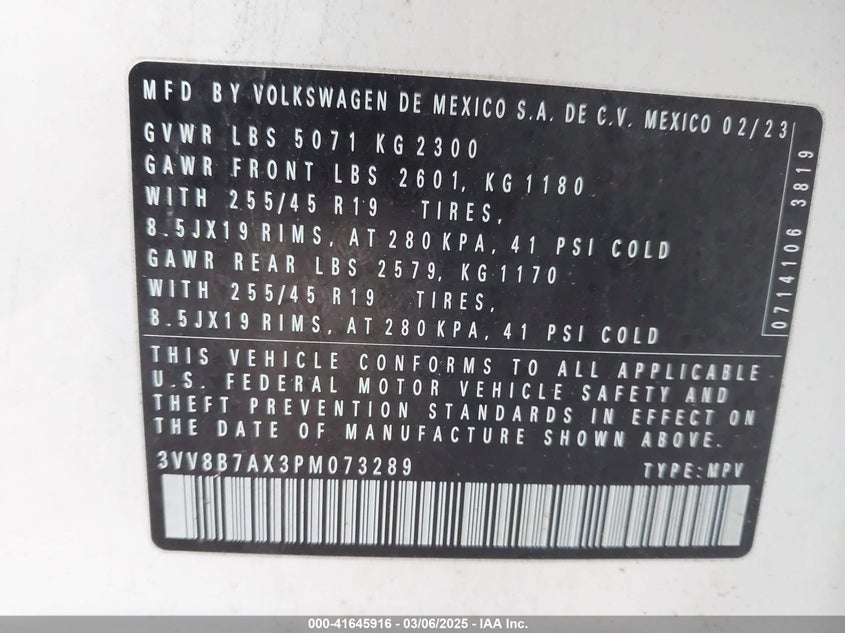 MFD BY VOLKSWAGEN DE MEXICO S.A. DE C.V. MEXICO 02/23
GVWR LBS 5071 KG 2300
GAWR FRONT LBS 2601, KG 1180
WITH 255/45 R19 TIRES,
8.5JX19 RIMS, AT 280 KPA, 41 PSI COLD
GAWR REAR LBS 2579, KG 1170
WITH 255/45 R19 TIRES,
8.5JX19 RIMS, AT 280 KPA, 41 PSI COLD
07141106 3819
THIS VEHICLE CONFORMS TO ALL APPLICABLE
U.S. FEDERAL MOTOR VEHICLE SAFETY AND
THEFT PREVENTION STANDARDS IN EFFECT ON
THE DATE OF MANUFACTURE SHOWN ABOVE.
3VV8B7AX3PM073289 TYPE: MPV
000-41645916 - 03/06/2025 - IAA Inc.